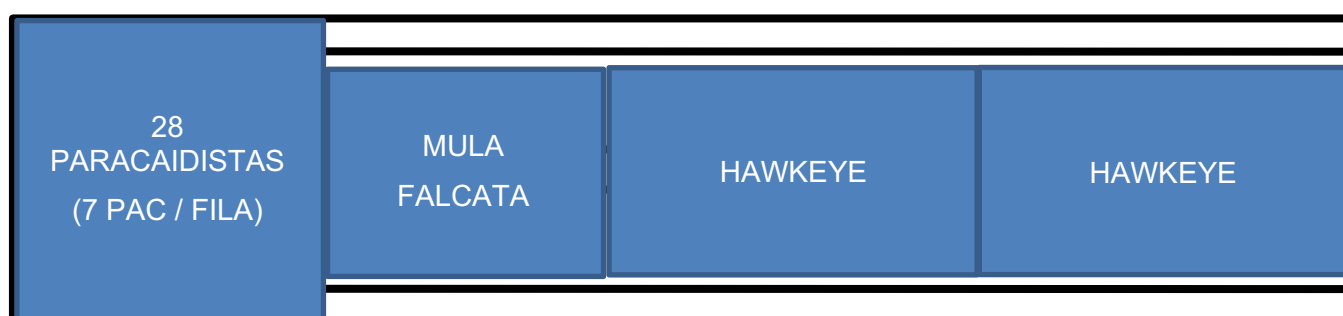 28
PARACAIDISTAS
(7 PAC / FILA)
MULA
FALCATA
HAWKEYE
HAWKEYE